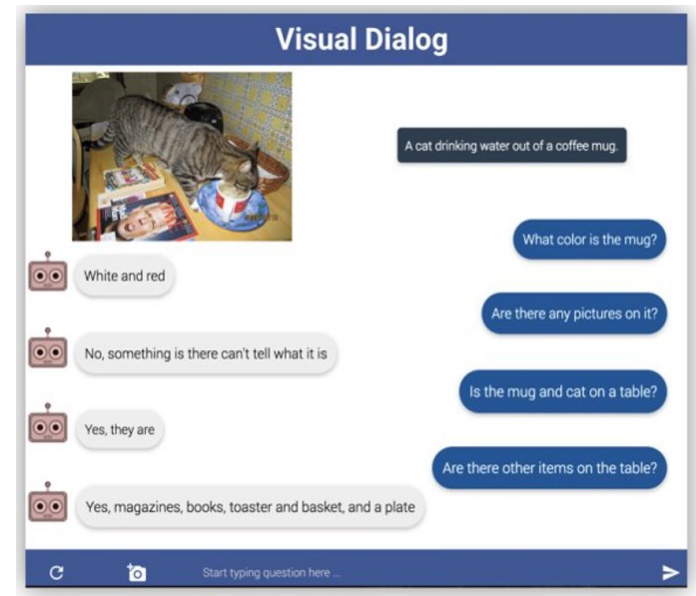 Visual Dialog
A cat drinking water out of a coffee mug.
What color is the mug?
White and red
Are there any pictures on it?
No, something is there can't tell what it is
Is the mug and cat on a table?
Yes, they are
Are there other items on the table?
Yes, magazines, books, toaster and basket, and a plate
Start typing question here ...